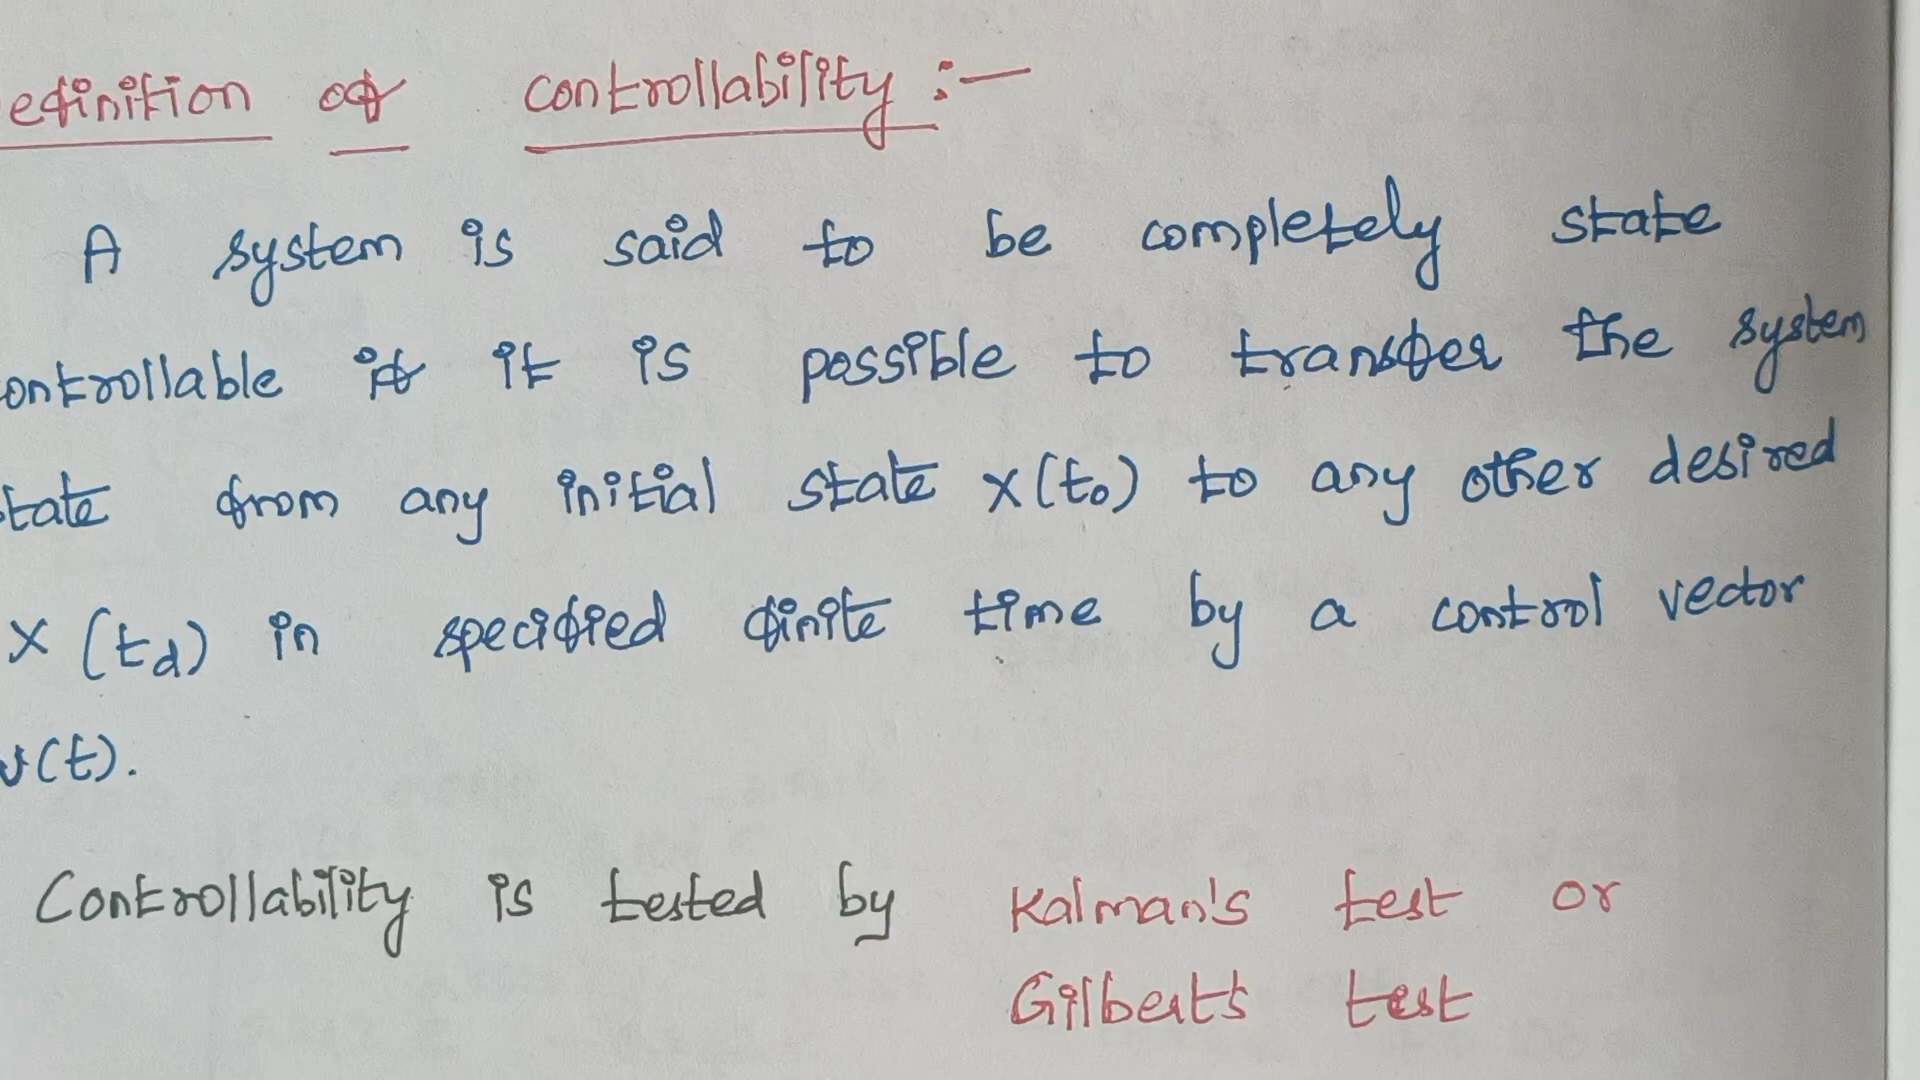 efinition of controllability :-
A system is said to be completely state
ontrollable if it is possible to transfer the system
tate from any initial state x(t₀) to any other desired
x (td) in specified finite time by a control vector
v(t).
Controllability is tested by Kalman's test or
Gilbert's test